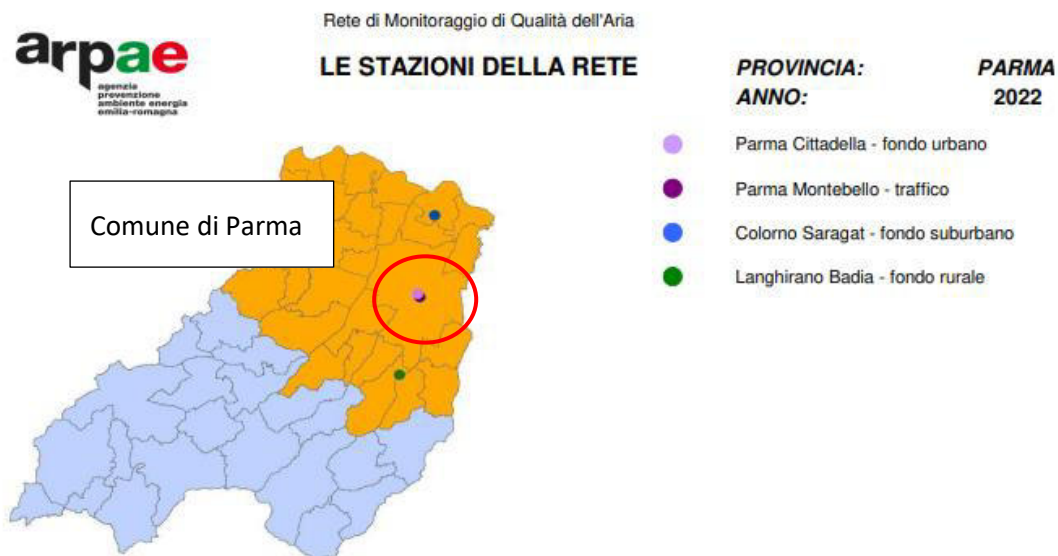 Rete di Monitoraggio di Qualità dell'Aria
arpae
agenzia
prevenzione
ambiente energia
emilia-romagna
LE STAZIONI DELLA RETE
PROVINCIA: PARMA
ANNO: 2022
Parma Cittadella - fondo urbano
Parma Montebello - traffico
Colorno Saragat - fondo suburbano
Langhirano Badia - fondo rurale
Comune di Parma